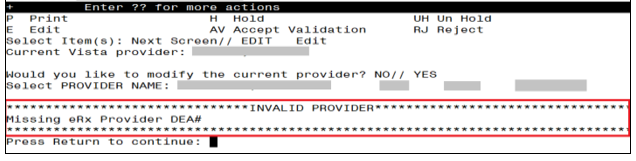 + Enter ?? for more actions
P Print H Hold UH Un Hold
E Edit AV Accept Validation RJ Reject
Select Item(s): Next Screen// EDIT Edit
Current Vista provider:
Would you like to modify the current provider? NO// YES
Select PROVIDER NAME:
******************************INVALID PROVIDER********************************
Missing eRx Provider DEA#
******************************************************************************
Press Return to continue: